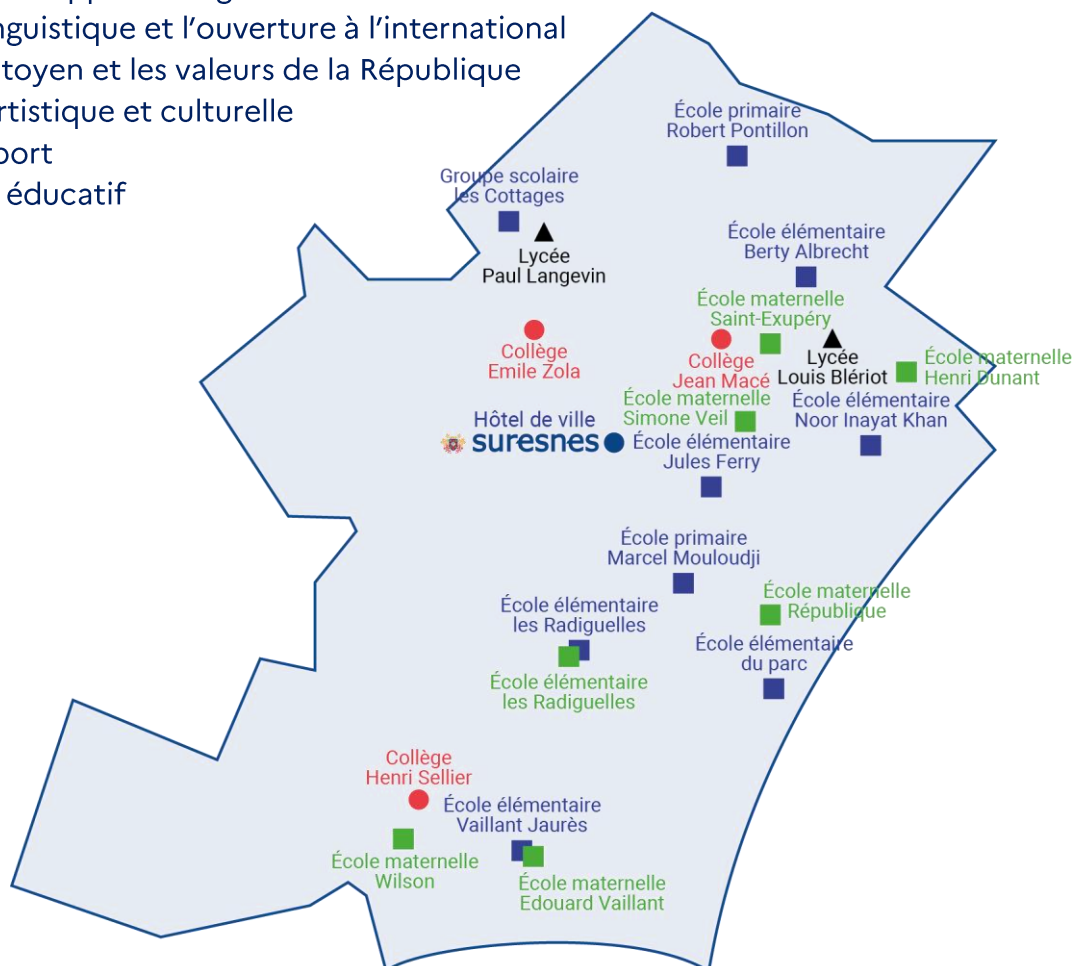 nguistique et l'ouverture à l'international
toyen et les valeurs de la République
rtistique et culturelle
port
éducatif
École primaire
Robert Pontillon
Groupe scolaire
les Cottages
Lycée
Paul Langevin
École élémentaire
Berty Albrecht
École maternelle
Saint-Exupéry
Collège
Emile Zola
Collège
Jean Macé
Lycée
Louis Blériot
École maternelle
Henri Dunant
École maternelle
Simone Veil
École élémentaire
Noor Inayat Khan
Hôtel de ville
suresnes
École élémentaire
Jules Ferry
École primaire
Marcel Mouloudji
École maternelle
République
École élémentaire
les Radiguelles
École élémentaire
du parc
École élémentaire
les Radiguelles
Collège
Henri Sellier
École élémentaire
Vaillant Jaurès
École maternelle
Wilson
École maternelle
Edouard Vaillant